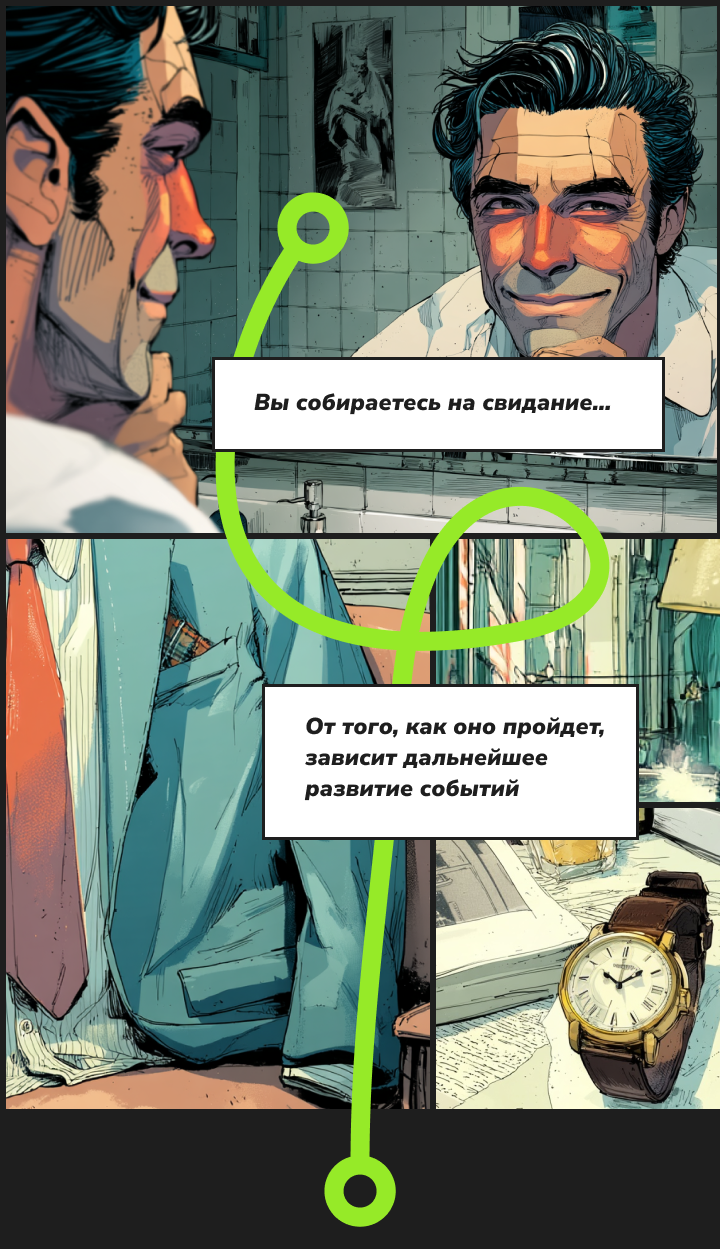 Вы собираетесь на свидание...
От того, как оно пройдет,
зависит дальнейшее
развитие событий